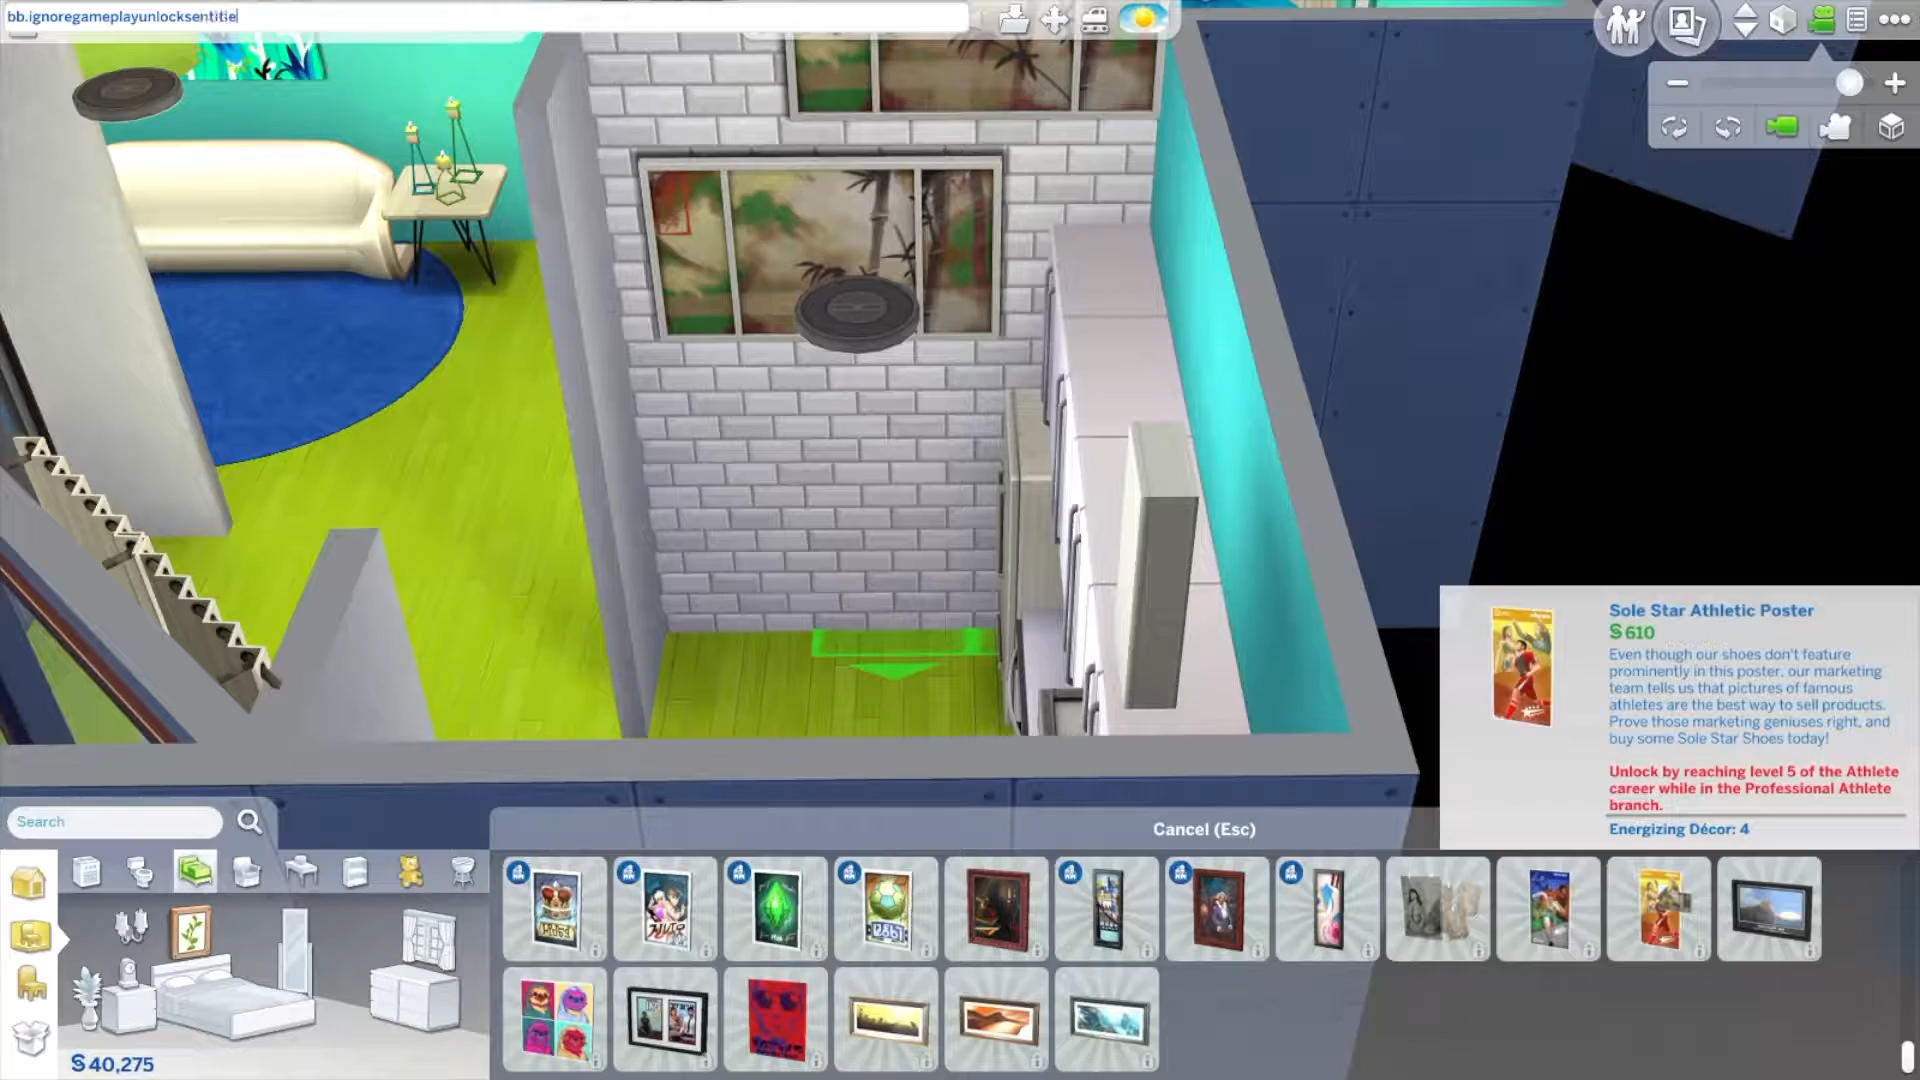 bb.ignoregameplayunlocksentitle
Sole Star Athletic Poster
§610
Even though our shoes don't feature
prominently in this poster, our marketing
team tells us that pictures of famous
athletes are the best way to sell products.
Prove those marketing geniuses right, and
buy some Sole Star Shoes today!
Unlock by reaching level 5 of the Athlete
career while in the Professional Athlete
branch.
Energizing Décor: 4
Search
Cancel (Esc)
§40,275